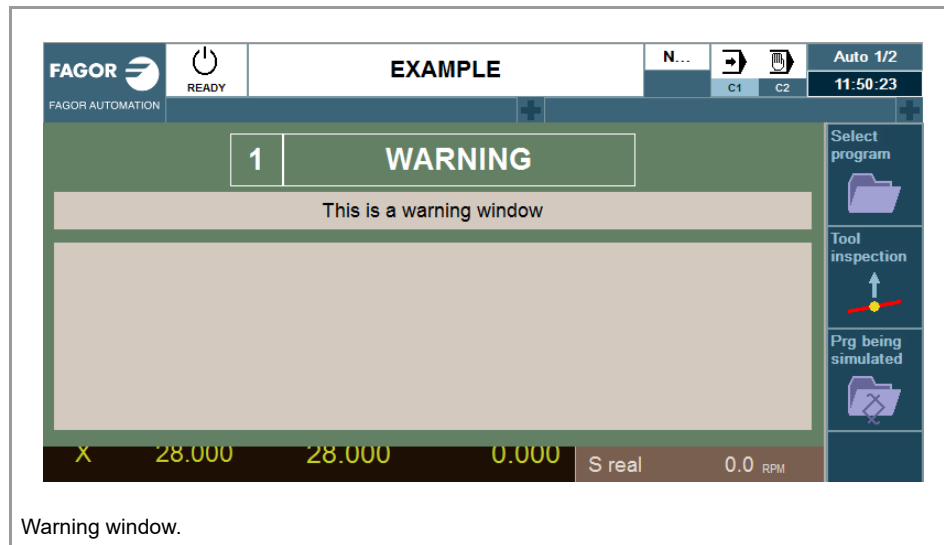 FAGOR
FAGOR AUTOMATION
READY
EXAMPLE
N...
C1 C2
Auto 1/2
11:50:23
1 WARNING
This is a warning window
Select
program
Tool
inspection
Prg being
simulated
X 28.000 28.000 0.000
S real 0.0 RPM
Warning window.